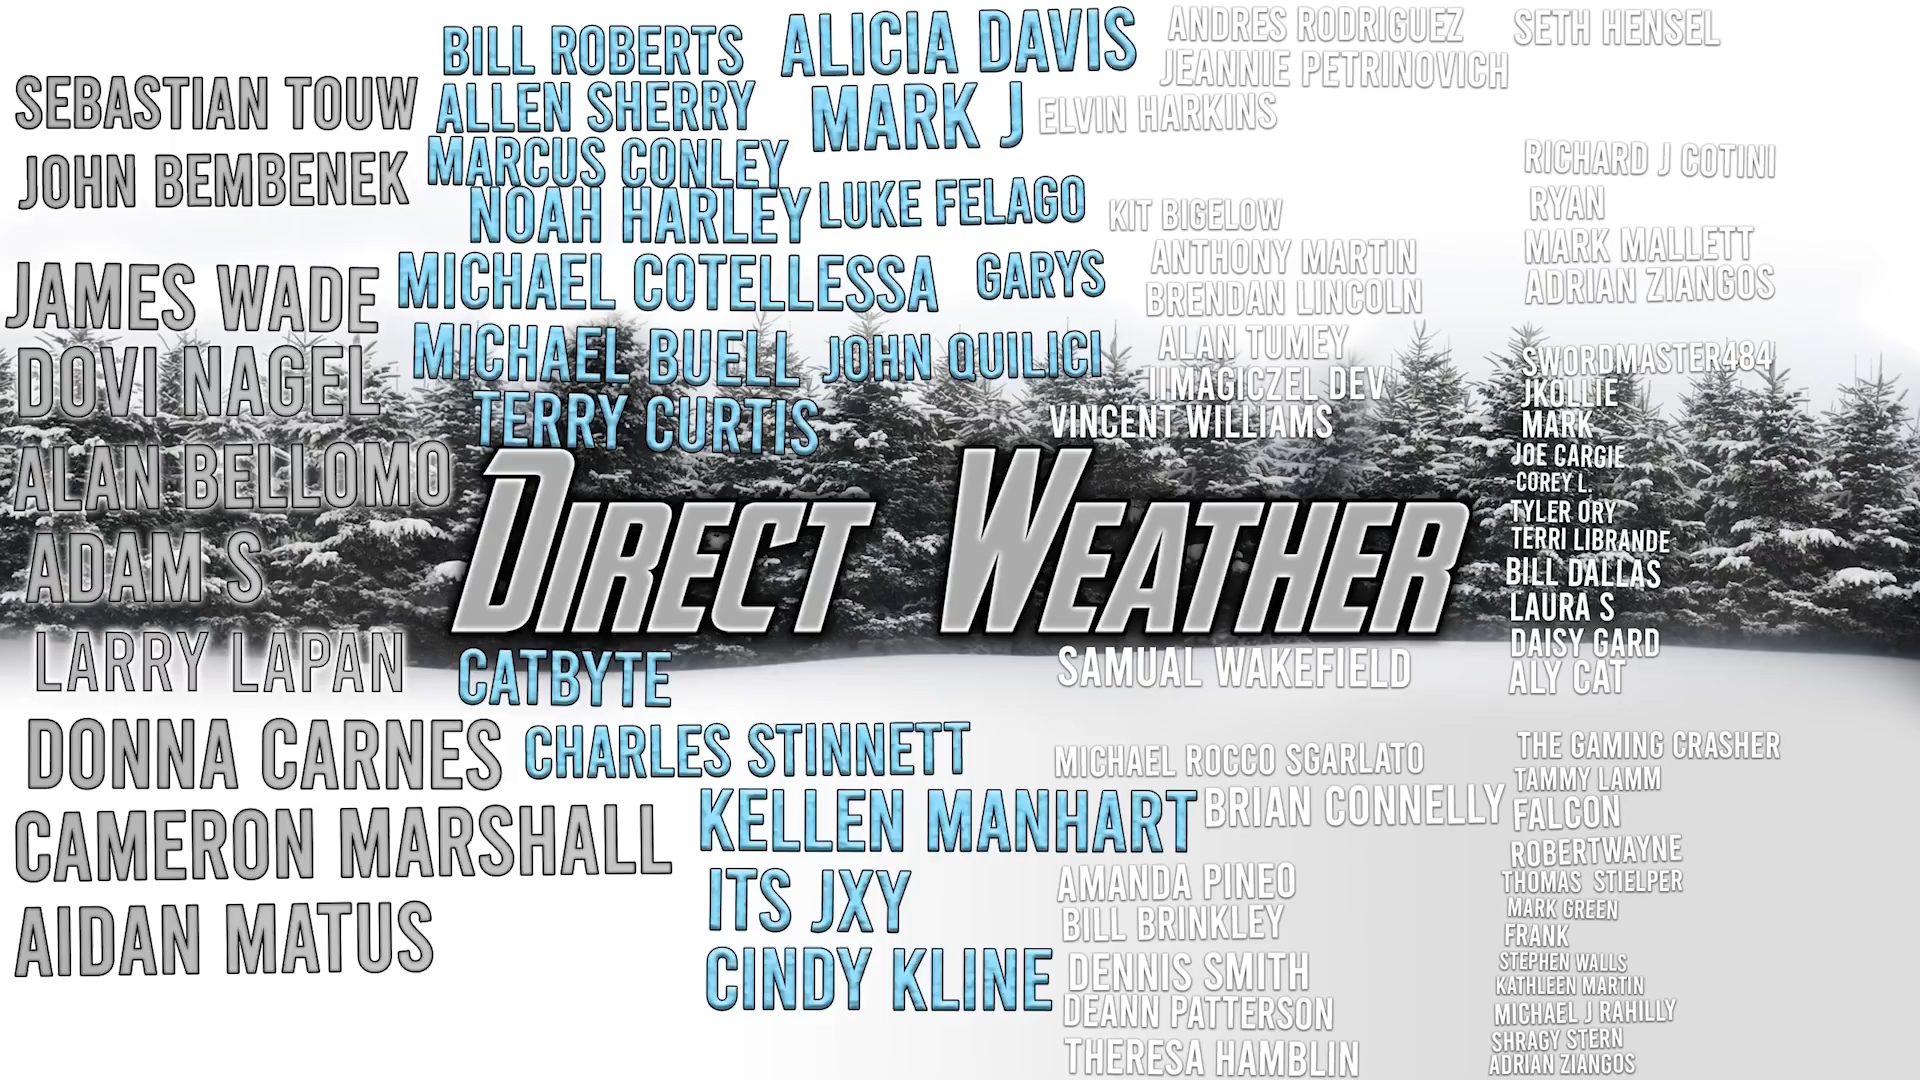 SEBASTIAN TOUW
JOHN BEMBENEK
JAMES WADE
DOVI NAGEL
ALAN BELLOMO
ADAM S
LARRY LAPAN
DONNA CARNES
CAMERON MARSHALL
AIDAN MATUS
BILL ROBERTS
ALLEN SHERRY
MARCUS CONLEY
NOAH HARLEY
MICHAEL COTELLESSA
MICHAEL BUELL
TERRY CURTIS
ALICIA DAVIS
MARK J
LUKE FELAGO
GARYS
JOHN QUILICI
DIRECT WEATHER
CATBYTE
CHARLES STINNETT
KELLEN MANHART
ITS JXY
CINDY KLINE
ANDRES RODRIGUEZ
JEANNIE PETRINOVICH
ELVIN HARKINS
KIT BIGELOW
ANTHONY MARTIN
BRENDAN LINCOLN
ALAN TUMEY
IIMAGICZEL DEV
VINCENT WILLIAMS
SAMUAL WAKEFIELD
MICHAEL ROCCO SGARLATO
BRIAN CONNELLY
AMANDA PINEO
BILL BRINKLEY
DENNIS SMITH
DEANN PATTERSON
THERESA HAMBLIN
SETH HENSEL
RICHARD J COTINI
RYAN
MARK MALLETT
ADRIAN ZIANGOS
SWORDMASTER484
JKOLLIE
MARK
JOE CARGIE
COREY L.
TYLER ORY
TERRI LIBRANDE
BILL DALLAS
LAURA S
DAISY GARD
ALY CAT
THE GAMING CRASHER
TAMMY LAMM
FALCON
ROBERTWAYNE
THOMAS STIELPER
MARK GREEN
FRANK
STEPHEN WALLS
KATHLEEN MARTIN
MICHAEL J RAHILLY
SHRAGY STERN
ADRIAN ZIANGOS